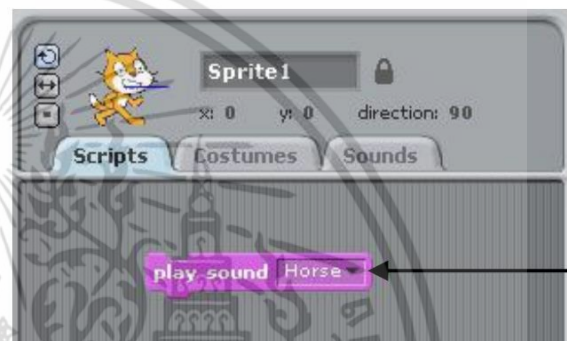 Sprite1
x: 0 y: 0 direction: 90
Scripts Costumes Sounds
play sound Horse